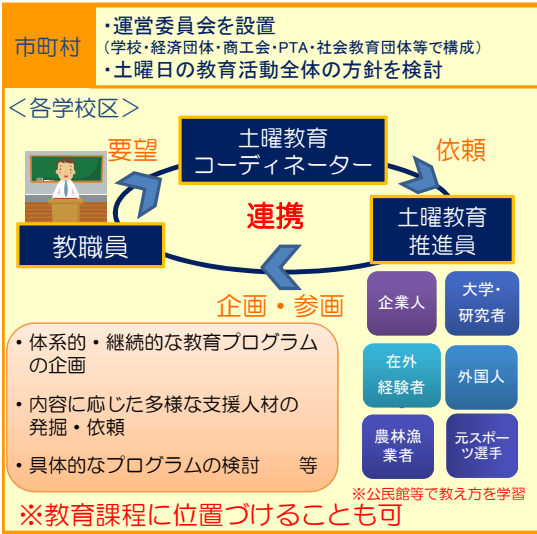 市町村
・運営委員会を設置
（学校・経済団体・商工会・PTA・社会教育団体等で構成）
・土曜日の教育活動全体の方針を検討
＜各学校区＞
要望
土曜教育
コーディネーター
依頼
連携
教職員
土曜教育
推進員
企画・参画
企業人
大学・
研究者
在外
経験者
外国人
農林漁
業者
元スポー
ツ選手
・体系的・継続的な教育プログラム
の企画
・内容に応じた多様な支援人材の
発掘・依頼
・具体的なプログラムの検討　等
※公民館等で教え方を学習
※教育課程に位置づけることも可